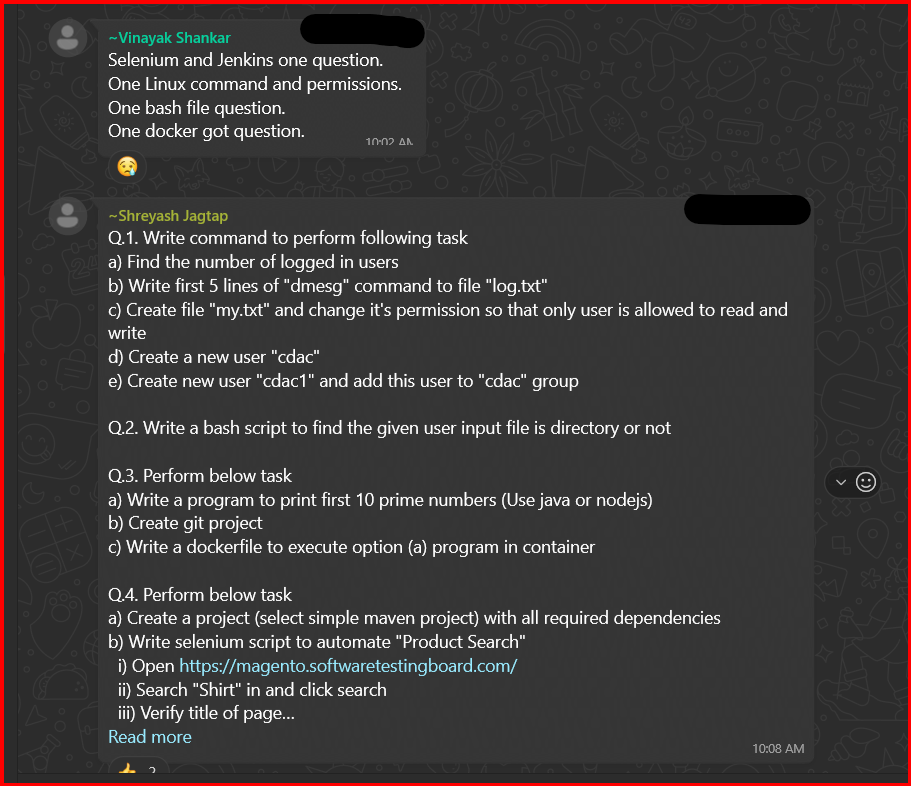 ~Vinayak Shankar
Selenium and Jenkins one question.
One Linux command and permissions.
One bash file question.
One docker got question.
10:02 AM
~Shreyash Jagtap
Q.1. Write command to perform following task
a) Find the number of logged in users
b) Write first 5 lines of "dmesg" command to file "log.txt"
c) Create file "my.txt" and change it's permission so that only user is allowed to read and
write
d) Create a new user "cdac"
e) Create new user "cdac1" and add this user to "cdac" group
Q.2. Write a bash script to find the given user input file is directory or not
Q.3. Perform below task
a) Write a program to print first 10 prime numbers (Use java or nodejs)
b) Create git project
c) Write a dockerfile to execute option (a) program in container
Q.4. Perform below task
a) Create a project (select simple maven project) with all required dependencies
b) Write selenium script to automate "Product Search"
i) Open https://magento.softwaretestingboard.com/
ii) Search "Shirt" in and click search
iii) Verify title of page...
Read more
10:08 AM
2